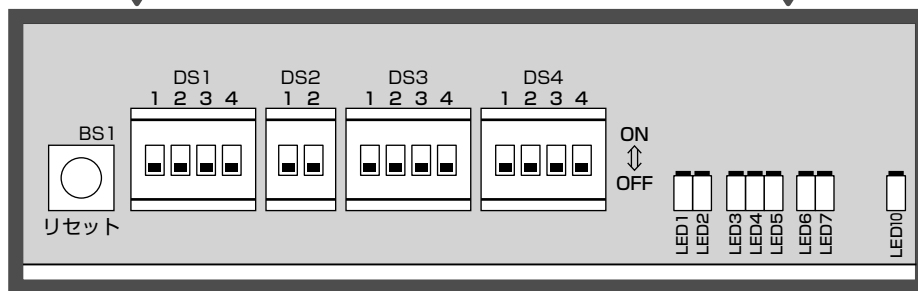 DS1 DS2 DS3 DS4
1 2 3 4 1 2 1 2 3 4 1 2 3 4
BS1
リセット
ON
OFF
LED1
LED2
LED3
LED4
LED5
LED6
LED7
LED10